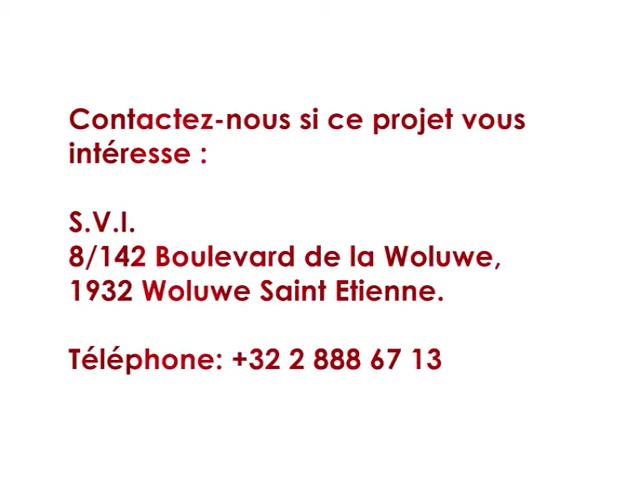 Contactez-nous si ce projet vous
intéresse :
S.V.I.
8/142 Boulevard de la Woluwe,
1932 Woluwe Saint Etienne.
Téléphone: +32 2 888 67 13